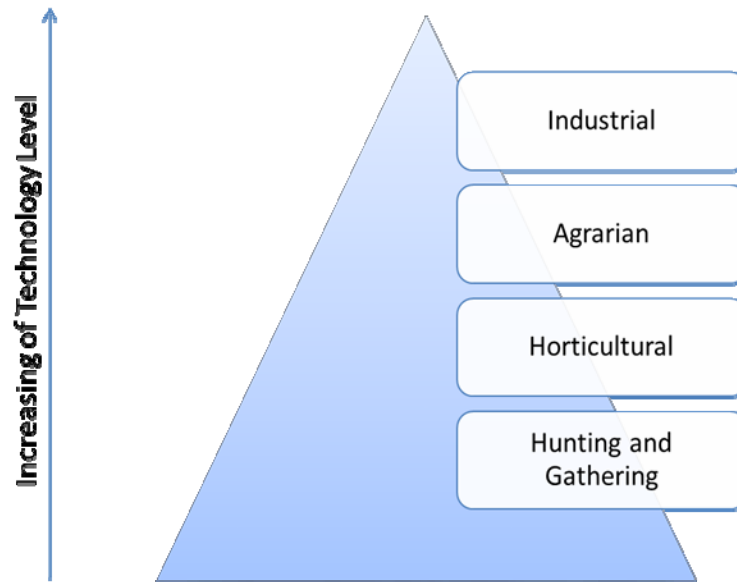 Increasing of Technology Level
Industrial
Agrarian
Horticultural
Hunting and
Gathering